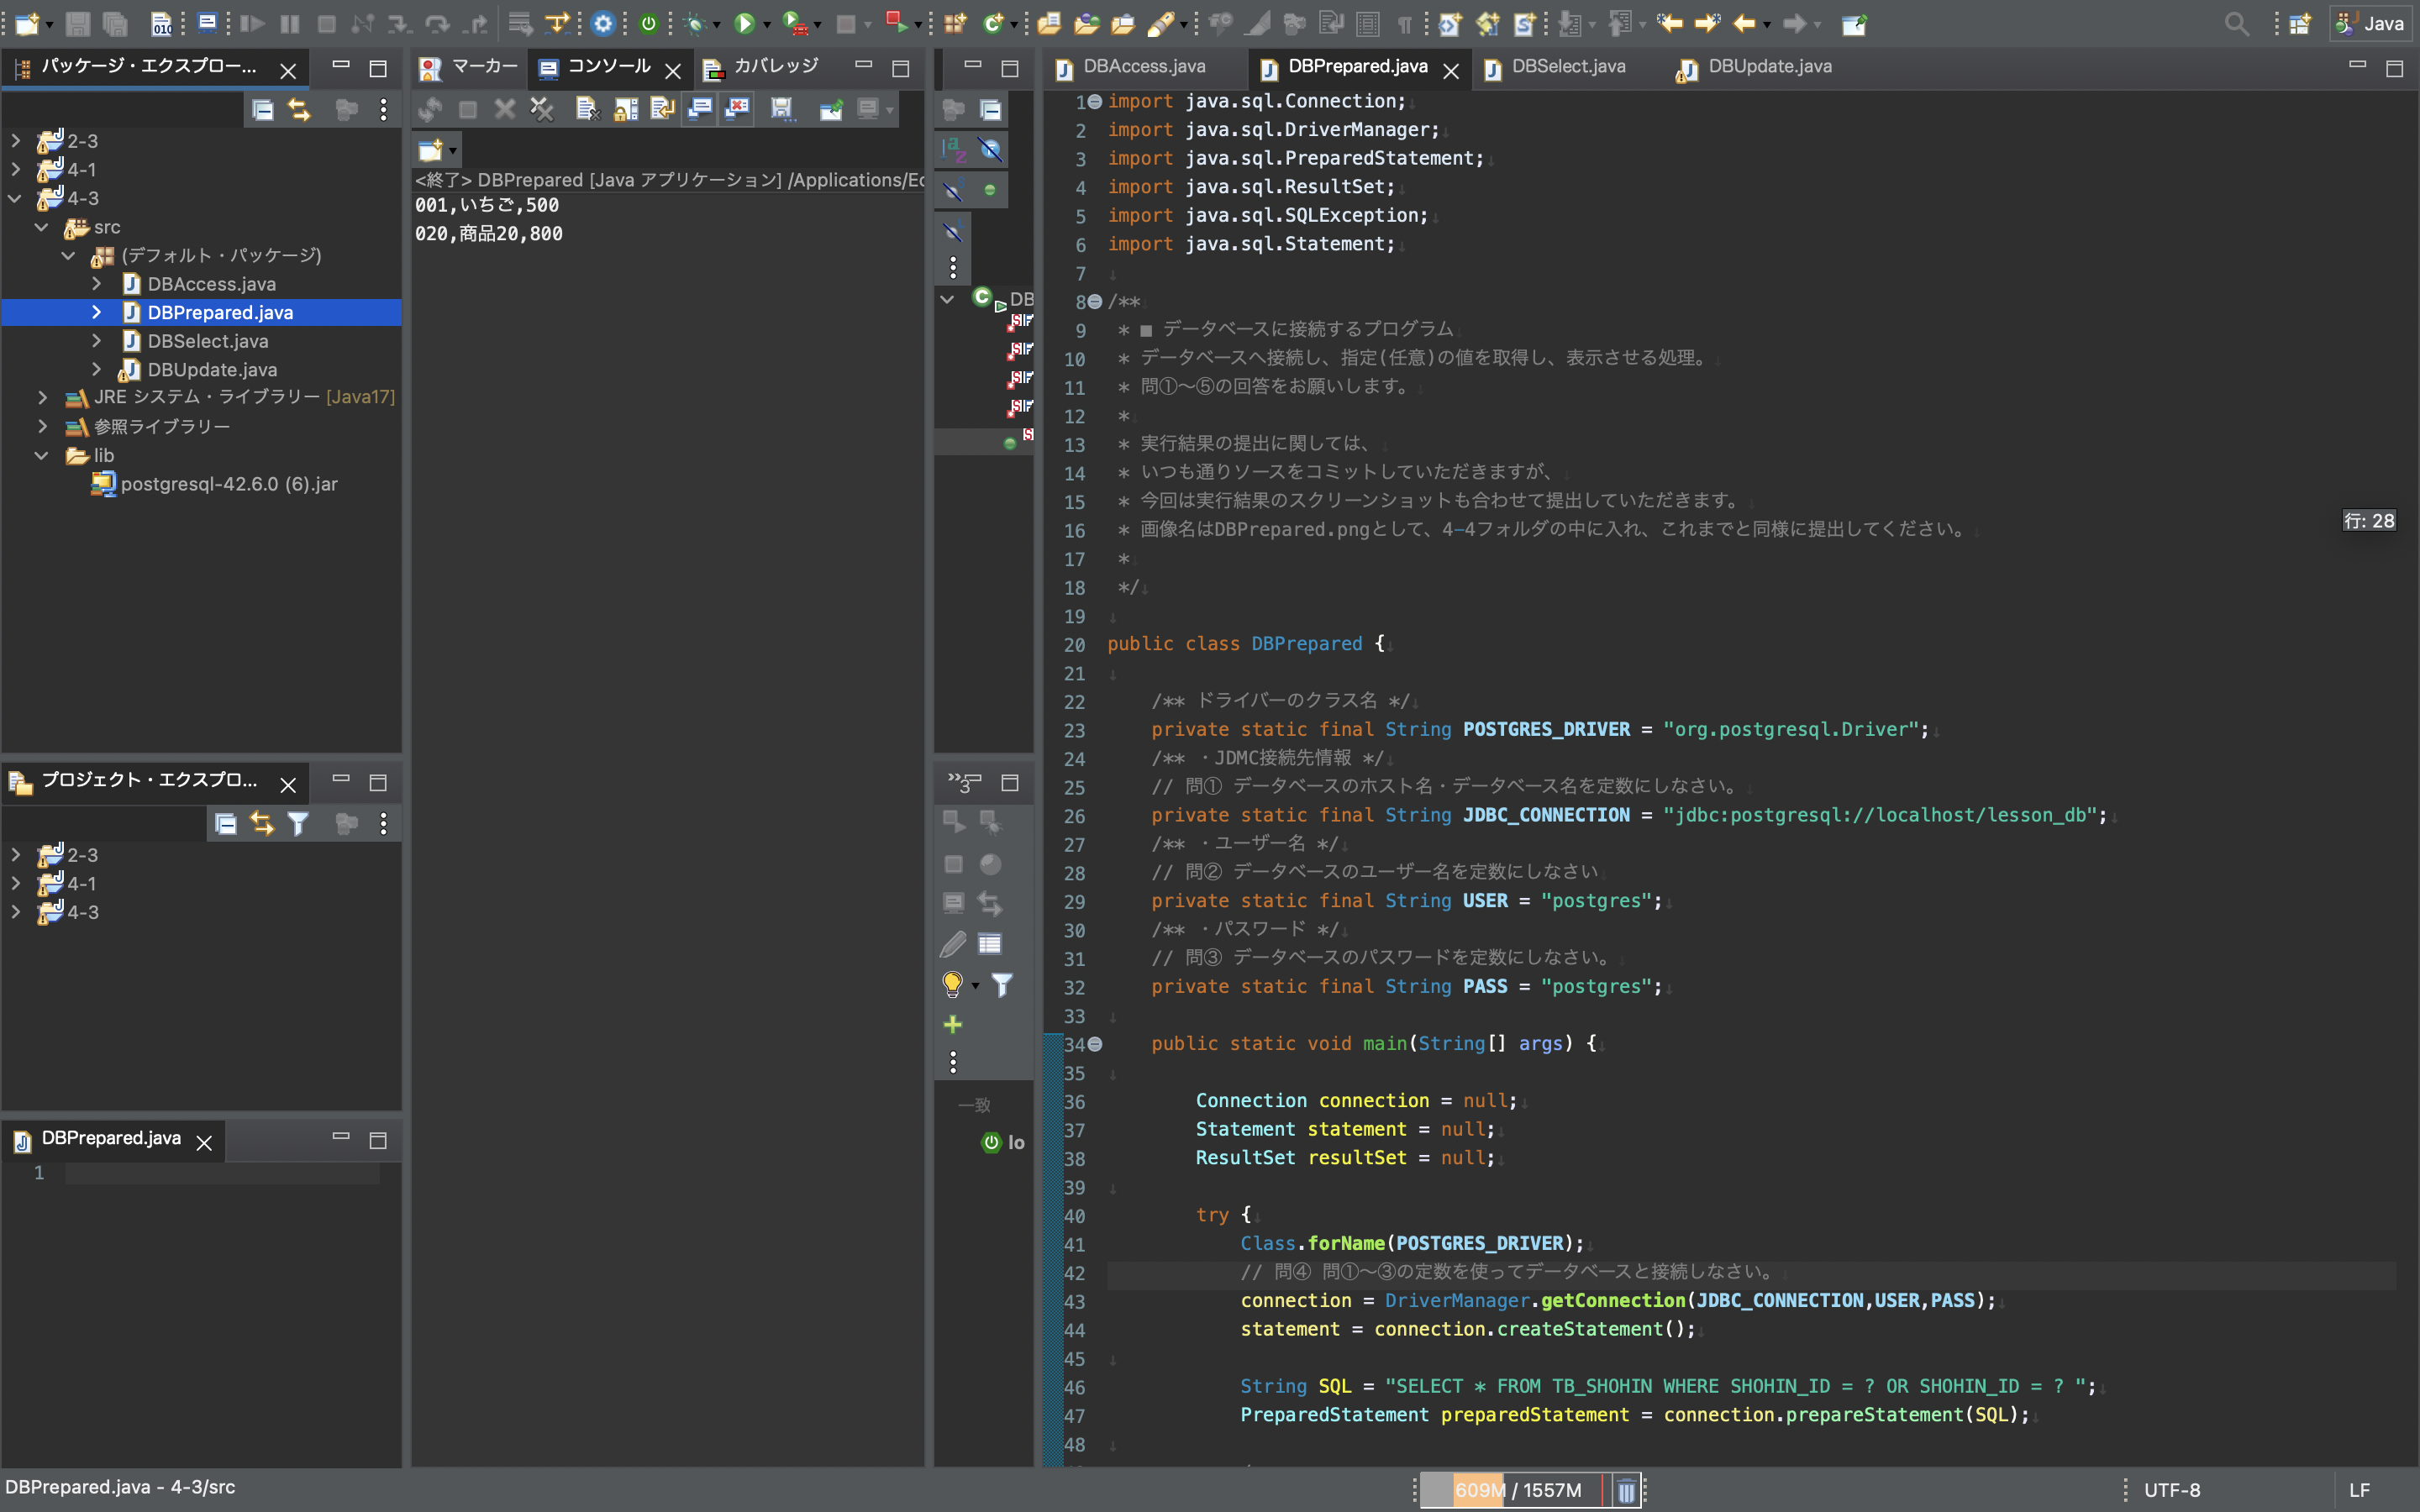 Java
パッケージ・エクスプロー...
2-3
4-1
4-3
src
(デフォルト・パッケージ)
DBAccess.java
DBPrepared.java
DBSelect.java
DBUpdate.java
JRE システム・ライブラリー [Java17]
参照ライブラリー
lib
postgresql-42.6.0 (6).jar
プロジェクト・エクスプロ...
2-3
4-1
4-3
DBPrepared.java
1
マーカー
コンソール
カバレッジ
<終了> DBPrepared [Java アプリケーション] /Applications/Ec
001,いちご,500
020,商品20,800
DB
»3
一致
lo
DBAccess.java
DBPrepared.java
DBSelect.java
DBUpdate.java
1 import java.sql.Connection;
2 import java.sql.DriverManager;
3 import java.sql.PreparedStatement;
4 import java.sql.ResultSet;
5 import java.sql.SQLException;
6 import java.sql.Statement;
7
8 /**
9 * ■ データベースに接続するプログラム
10 * データベースへ接続し、指定(任意)の値を取得し、表示させる処理。
11 * 問①〜⑤の回答をお願いします。
12 *
13 * 実行結果の提出に関しては、
14 * いつも通りソースをコミットしていただきますが、
15 * 今回は実行結果のスクリーンショットも合わせて提出していただきます。
16 * 画像名はDBPrepared.pngとして、4-4フォルダの中に入れ、これまでと同様に提出してください。
17 *
18 */
19
20 public class DBPrepared {
21
22 /** ドライバーのクラス名 */
23 private static final String POSTGRES_DRIVER = "org.postgresql.Driver";
24 /** ・JDMC接続先情報 */
25 // 問① データベースのホスト名・データベース名を定数にしなさい。
26 private static final String JDBC_CONNECTION = "jdbc:postgresql://localhost/lesson_db";
27 /** ・ユーザー名 */
28 // 問② データベースのユーザー名を定数にしなさい
29 private static final String USER = "postgres";
30 /** ・パスワード */
31 // 問③ データベースのパスワードを定数にしなさい。
32 private static final String PASS = "postgres";
33
34 public static void main(String[] args) {
35
36 Connection connection = null;
37 Statement statement = null;
38 ResultSet resultSet = null;
39
40 try {
41 Class.forName(POSTGRES_DRIVER);
42 // 問④ 問①〜③の定数を使ってデータベースと接続しなさい。
43 connection = DriverManager.getConnection(JDBC_CONNECTION,USER,PASS);
44 statement = connection.createStatement();
45
46 String SQL = "SELECT * FROM TB_SHOHIN WHERE SHOHIN_ID = ? OR SHOHIN_ID = ? ";
47 PreparedStatement preparedStatement = connection.prepareStatement(SQL);
48
行: 28
DBPrepared.java - 4-3/src
609M / 1557M
UTF-8
LF